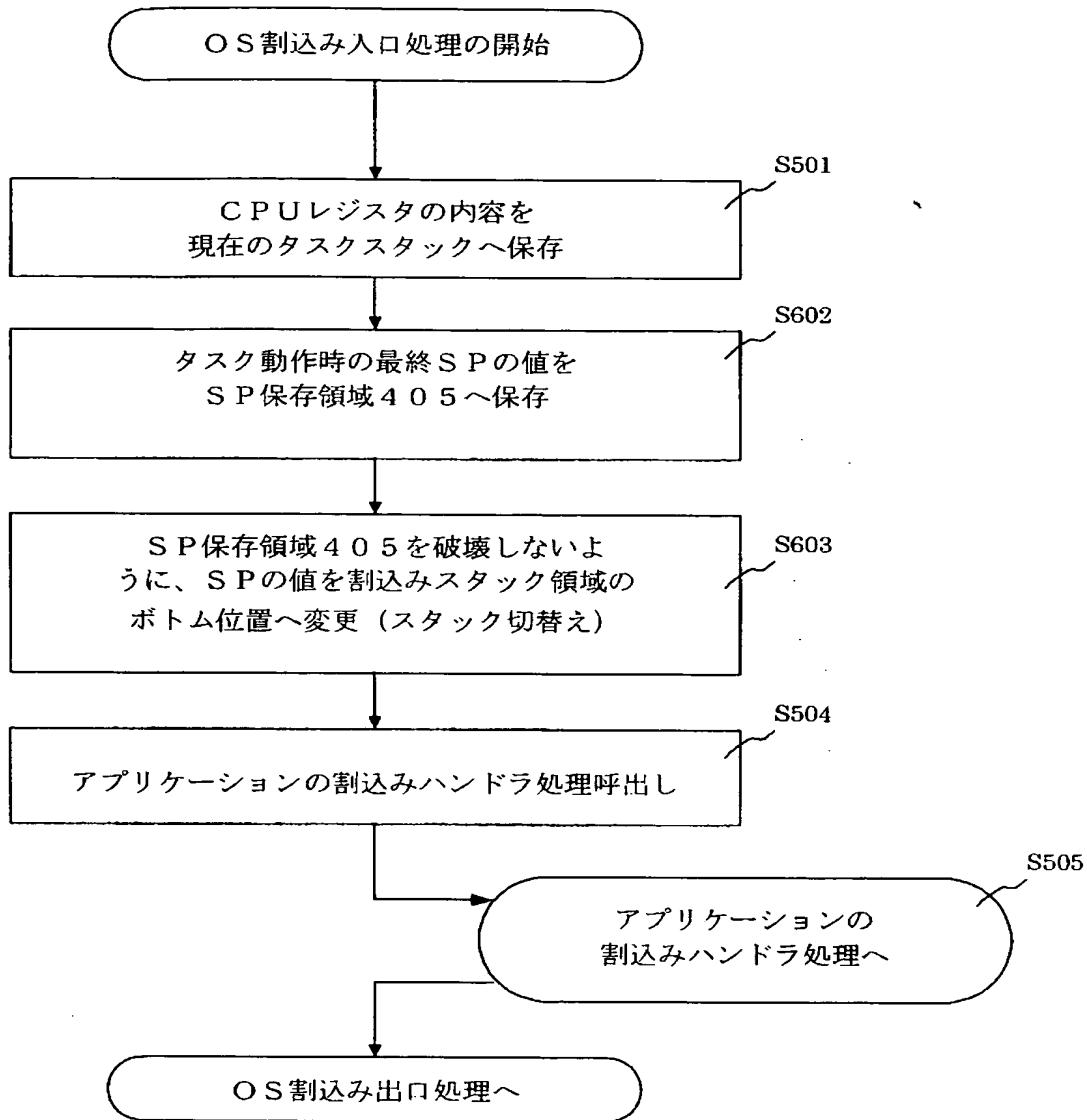 OS割込み入口処理の開始
S501
CPUレジスタの内容を
現在のタスクスタックへ保存
S602
タスク動作時の最終SPの値を
SP保存領域405へ保存
S603
SP保存領域405を破壊しないよ
うに、SPの値を割込みスタック領域の
ボトム位置へ変更(スタック切替え)
S504
アプリケーションの割込みハンドラ処理呼出し
S505
アプリケーションの
割込みハンドラ処理へ
OS割込み出口処理へ